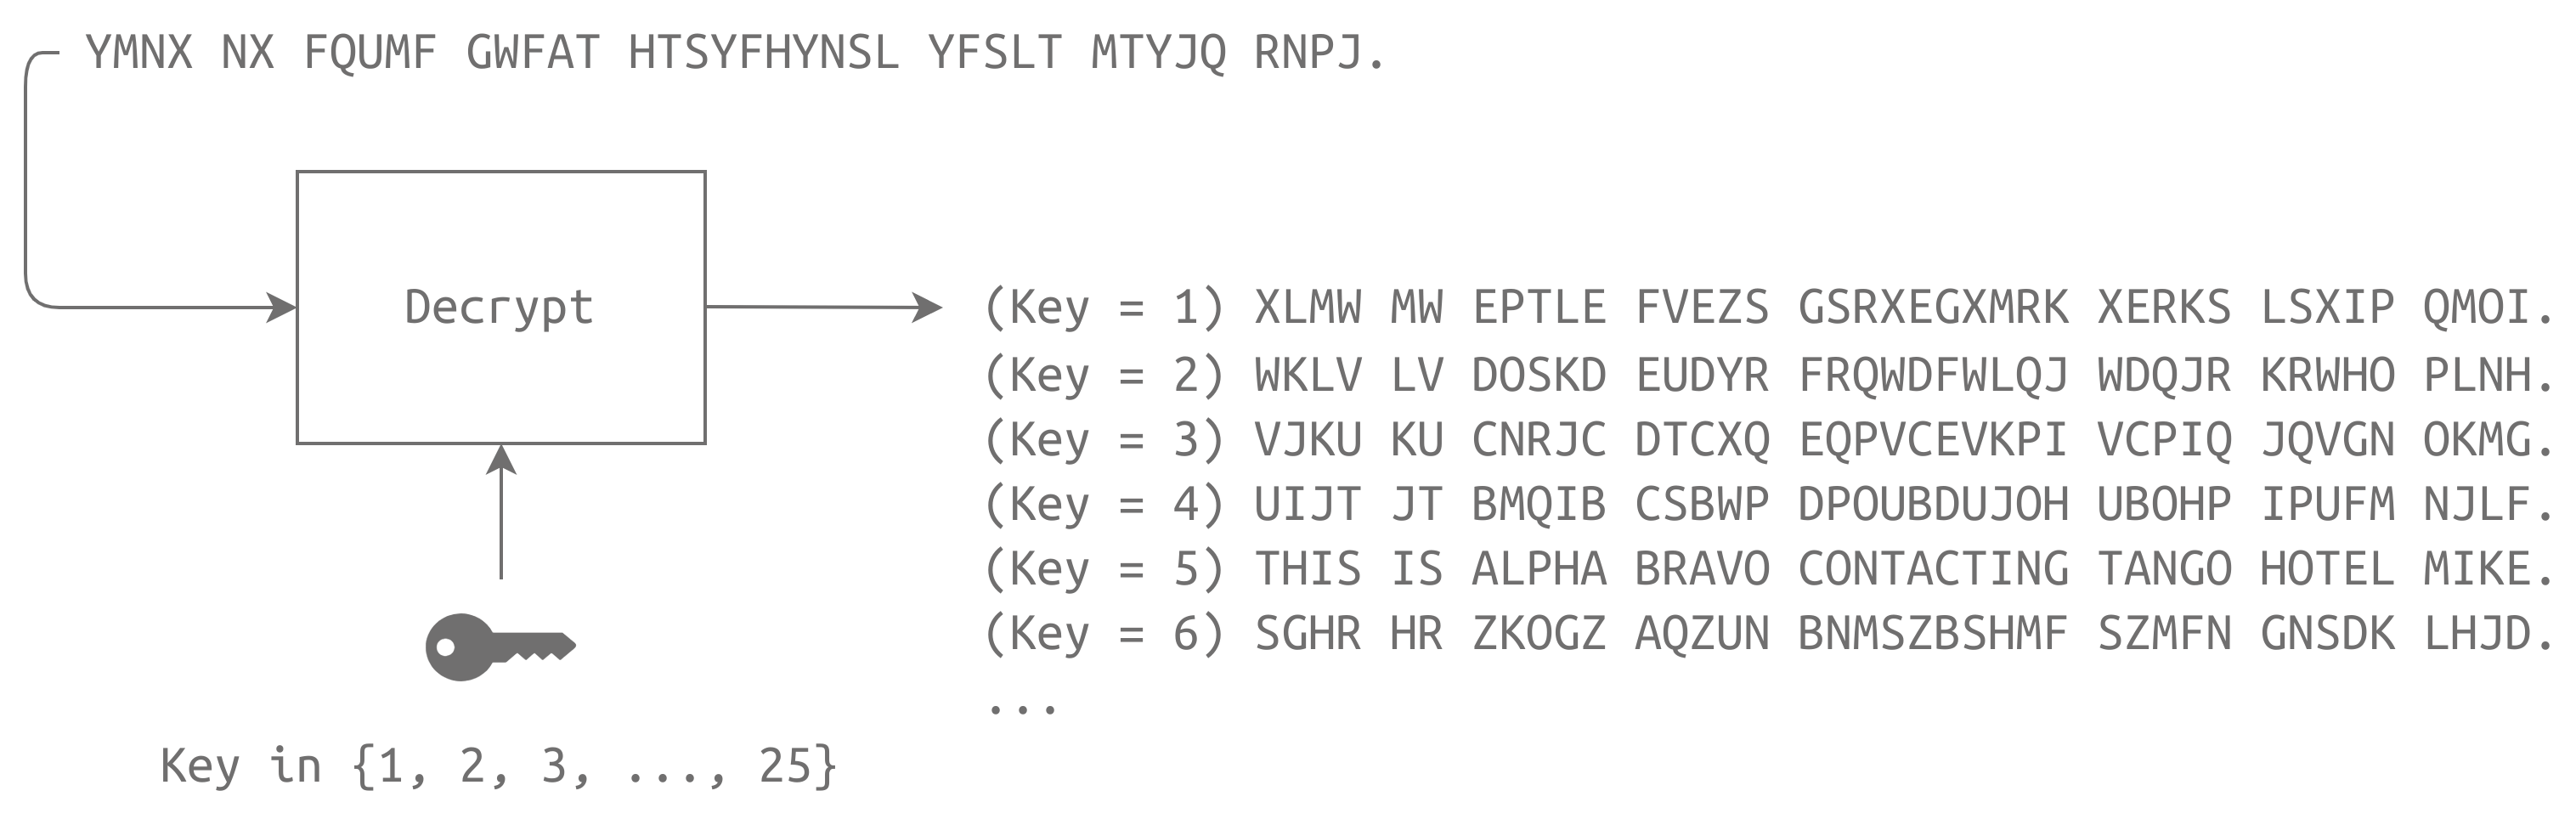 YMNX NX FQUMF GWFAT HTSYFHYNSL YFSLT MTYJQ RNPJ.
Decrypt
(Key = 1) XLMW MW EPTLE FVEZS GSRXEGXMRK XERKS LSXIP QMOI.
(Key = 2) WKLV LV DOSKD EUDYR FRQWDFWLQJ WDQJR KRWHO PLNH.
(Key = 3) VJKU KU CNRJC DTCXQ EQPVCEVKPI VCPIQ JQVGN OKMG.
(Key = 4) UIJT JT BMQIB CSBWP DPOUBDUJOH UBOHP IPUFM NJLF.
(Key = 5) THIS IS ALPHA BRAVO CONTACTING TANGO HOTEL MIKE.
(Key = 6) SGHR HR ZKOGZ AQZUN BNMSZBSHMF SZMFN GNSDK LHJD.
...
Key in {1, 2, 3, ..., 25}